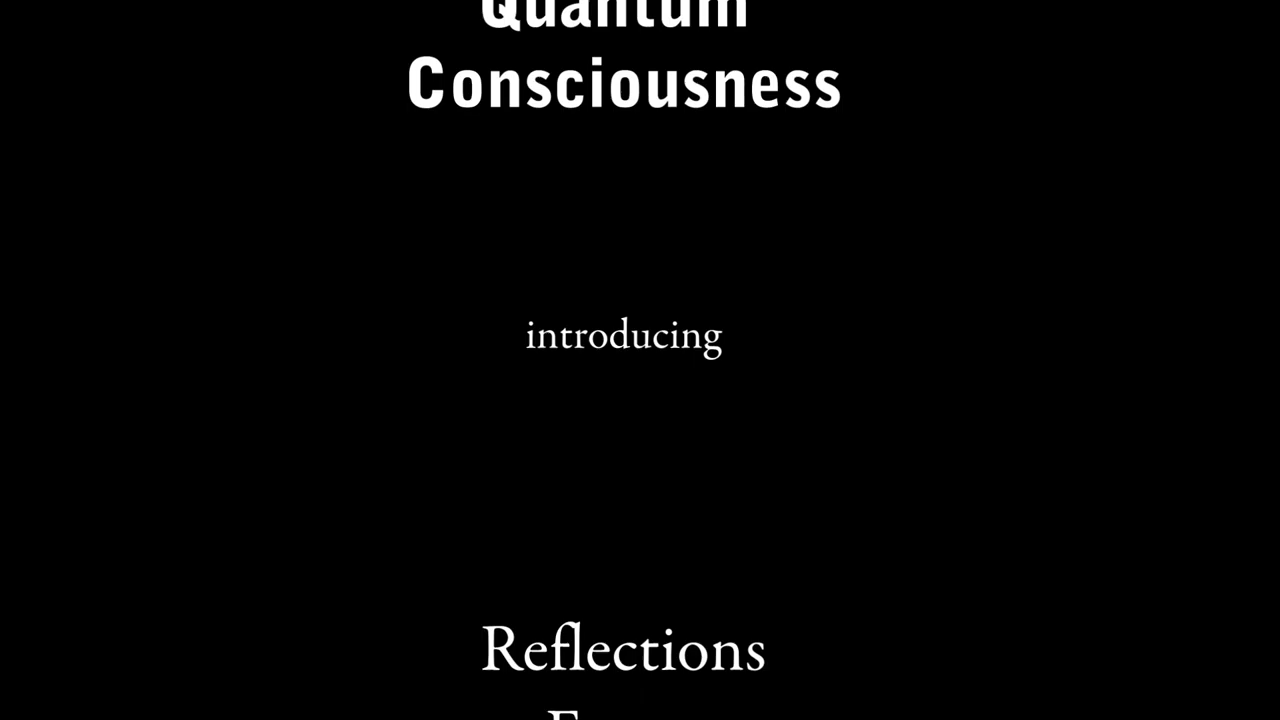 Quantum
Consciousness
introducing
Reflections